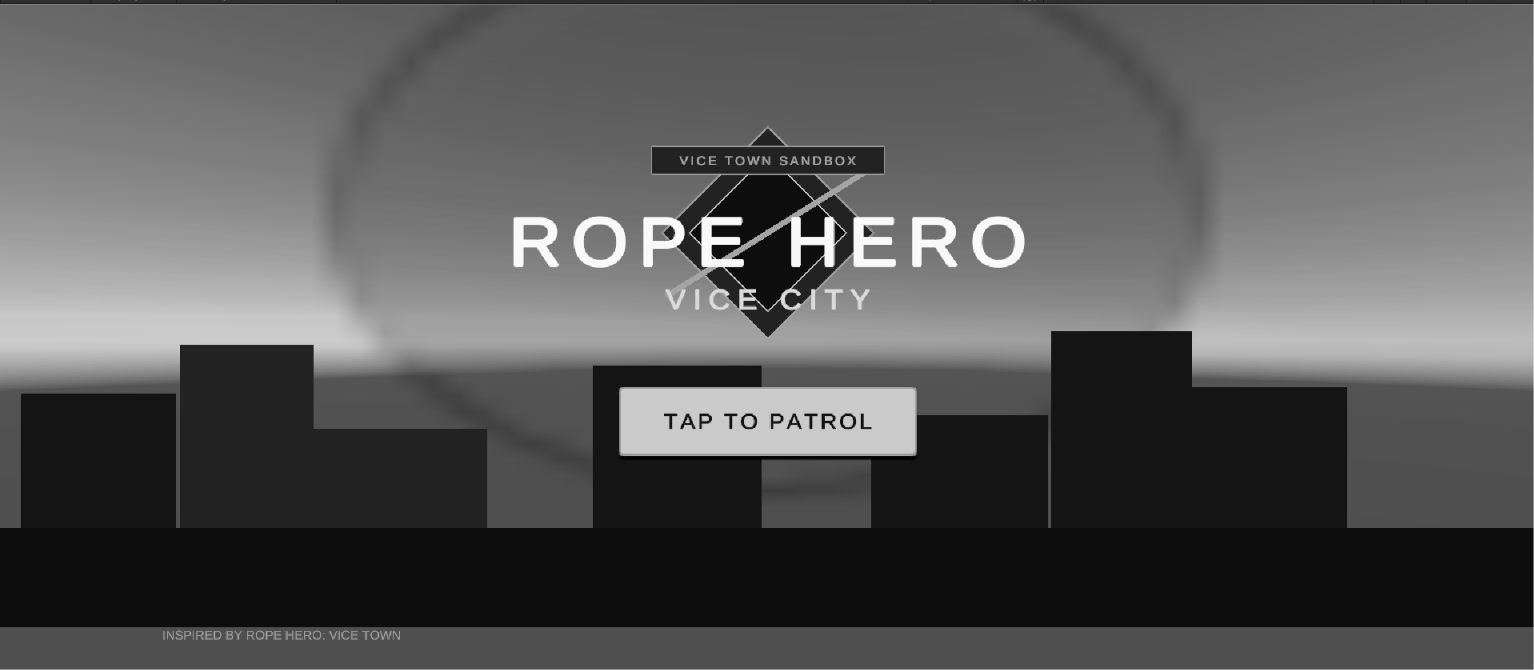 VICE TOWN SANDBOX
ROPE HERO
VICE CITY
TAP TO PATROL
INSPIRED BY ROPE HERO: VICE TOWN